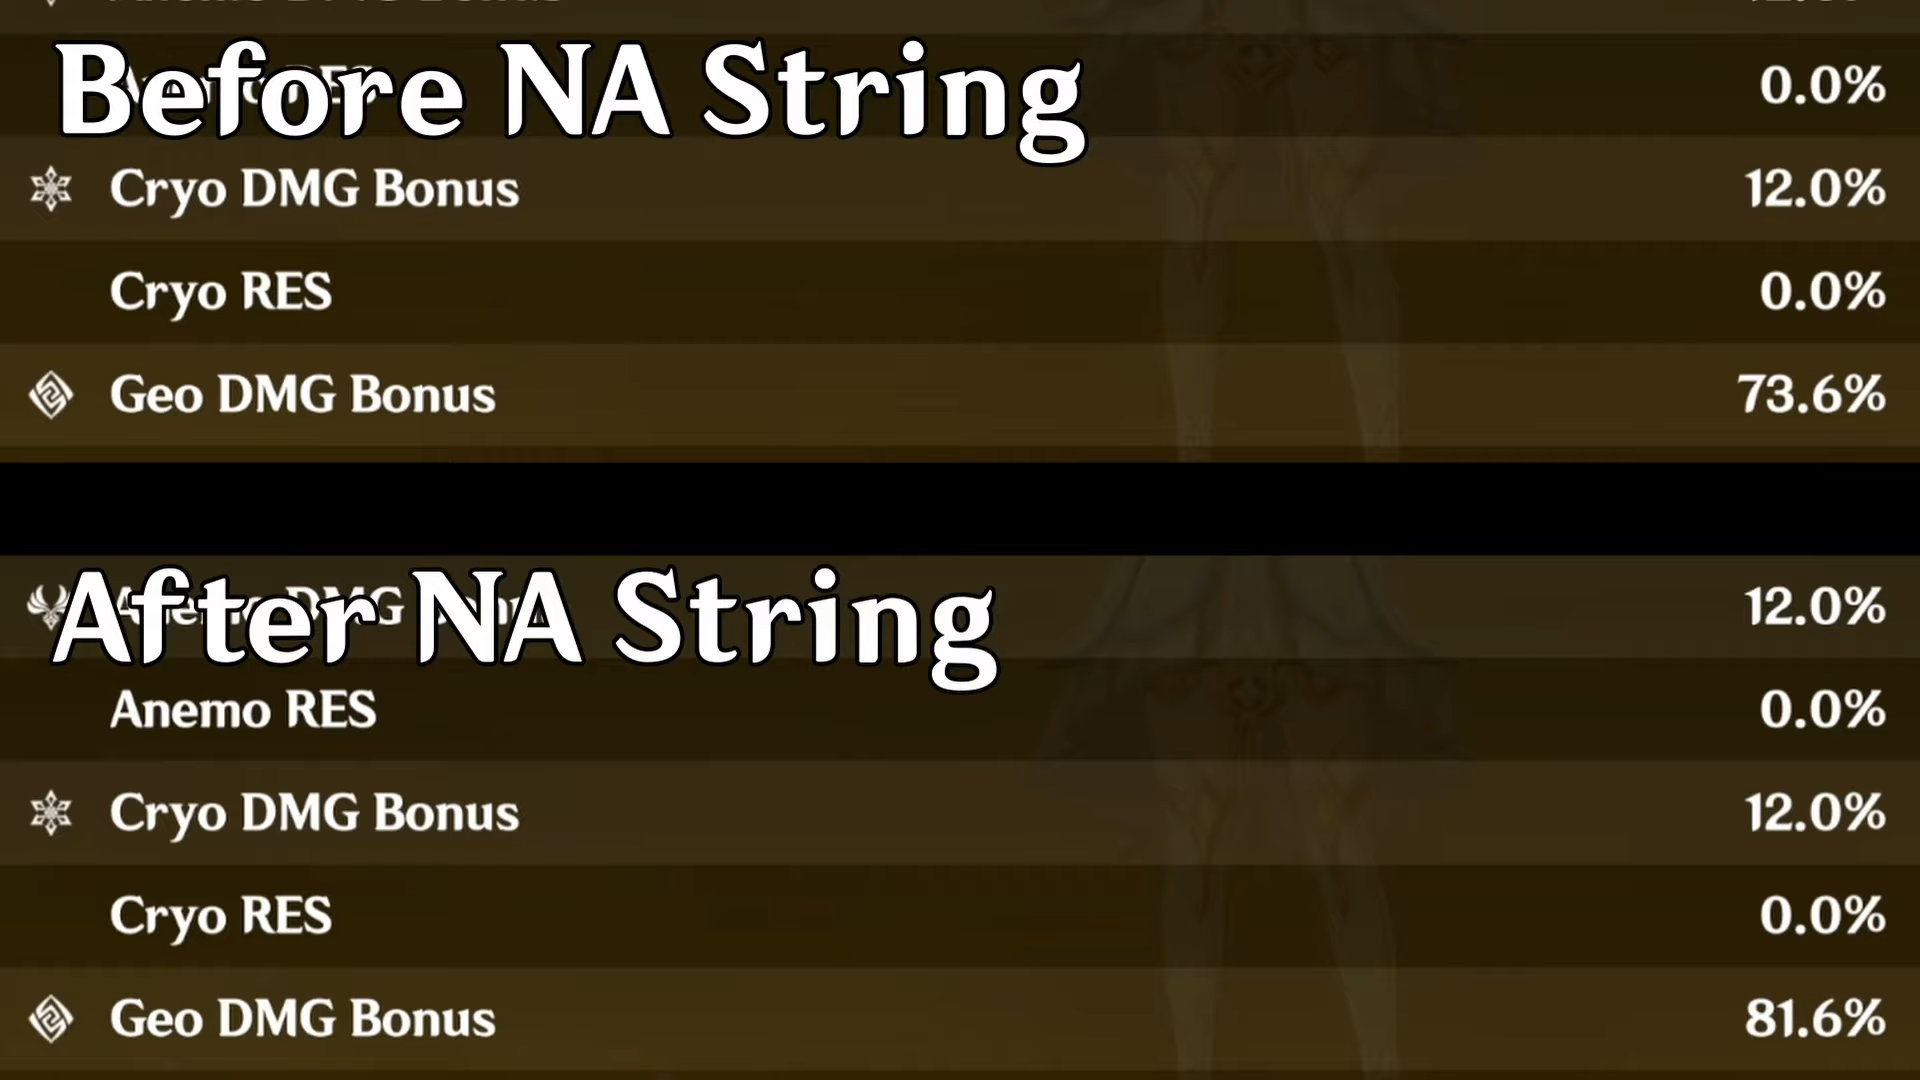 Before NA String
0.0%
Cryo DMG Bonus 12.0%
Cryo RES 0.0%
Geo DMG Bonus 73.6%
After NA String
12.0%
Anemo RES 0.0%
Cryo DMG Bonus 12.0%
Cryo RES 0.0%
Geo DMG Bonus 81.6%